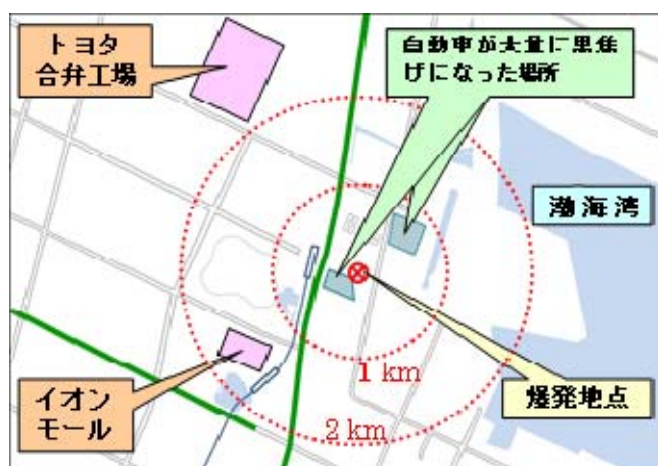 トヨタ
合弁工場
自動車が大量に黒焦
げになった場所
渤海湾
1 km
2 km
爆発地点
イオン
モール